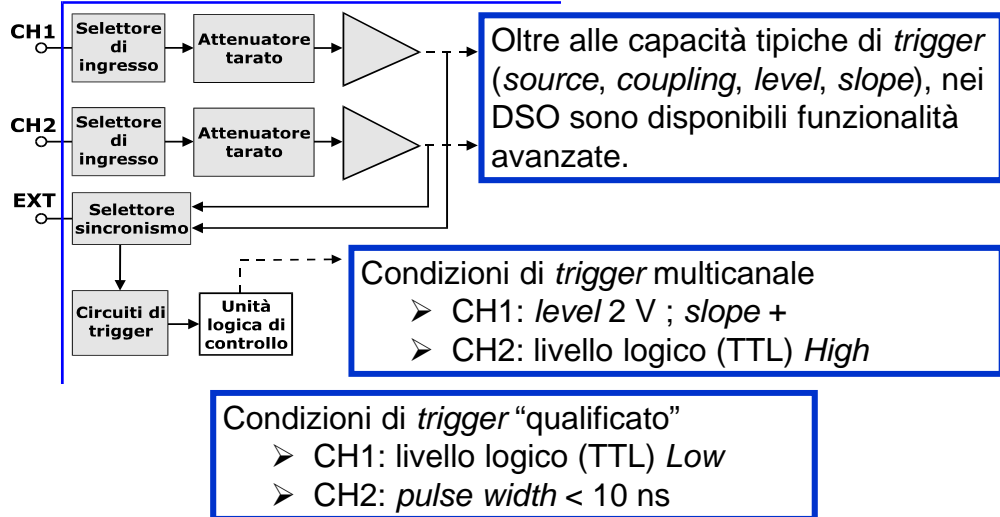 CH1
Selettore
di
ingresso
Attenuatore
tarato
Oltre alle capacità tipiche di trigger
(source, coupling, level, slope), nei
DSO sono disponibili funzionalità
avanzate.
CH2
Selettore
di
ingresso
Attenuatore
tarato
EXT
Selettore
sincronismo
Circuiti di
trigger
Unità
logica di
controllo
Condizioni di trigger multicanale
➢ CH1: level 2 V ; slope +
➢ CH2: livello logico (TTL) High
Condizioni di trigger “qualificato”
➢ CH1: livello logico (TTL) Low
➢ CH2: pulse width < 10 ns